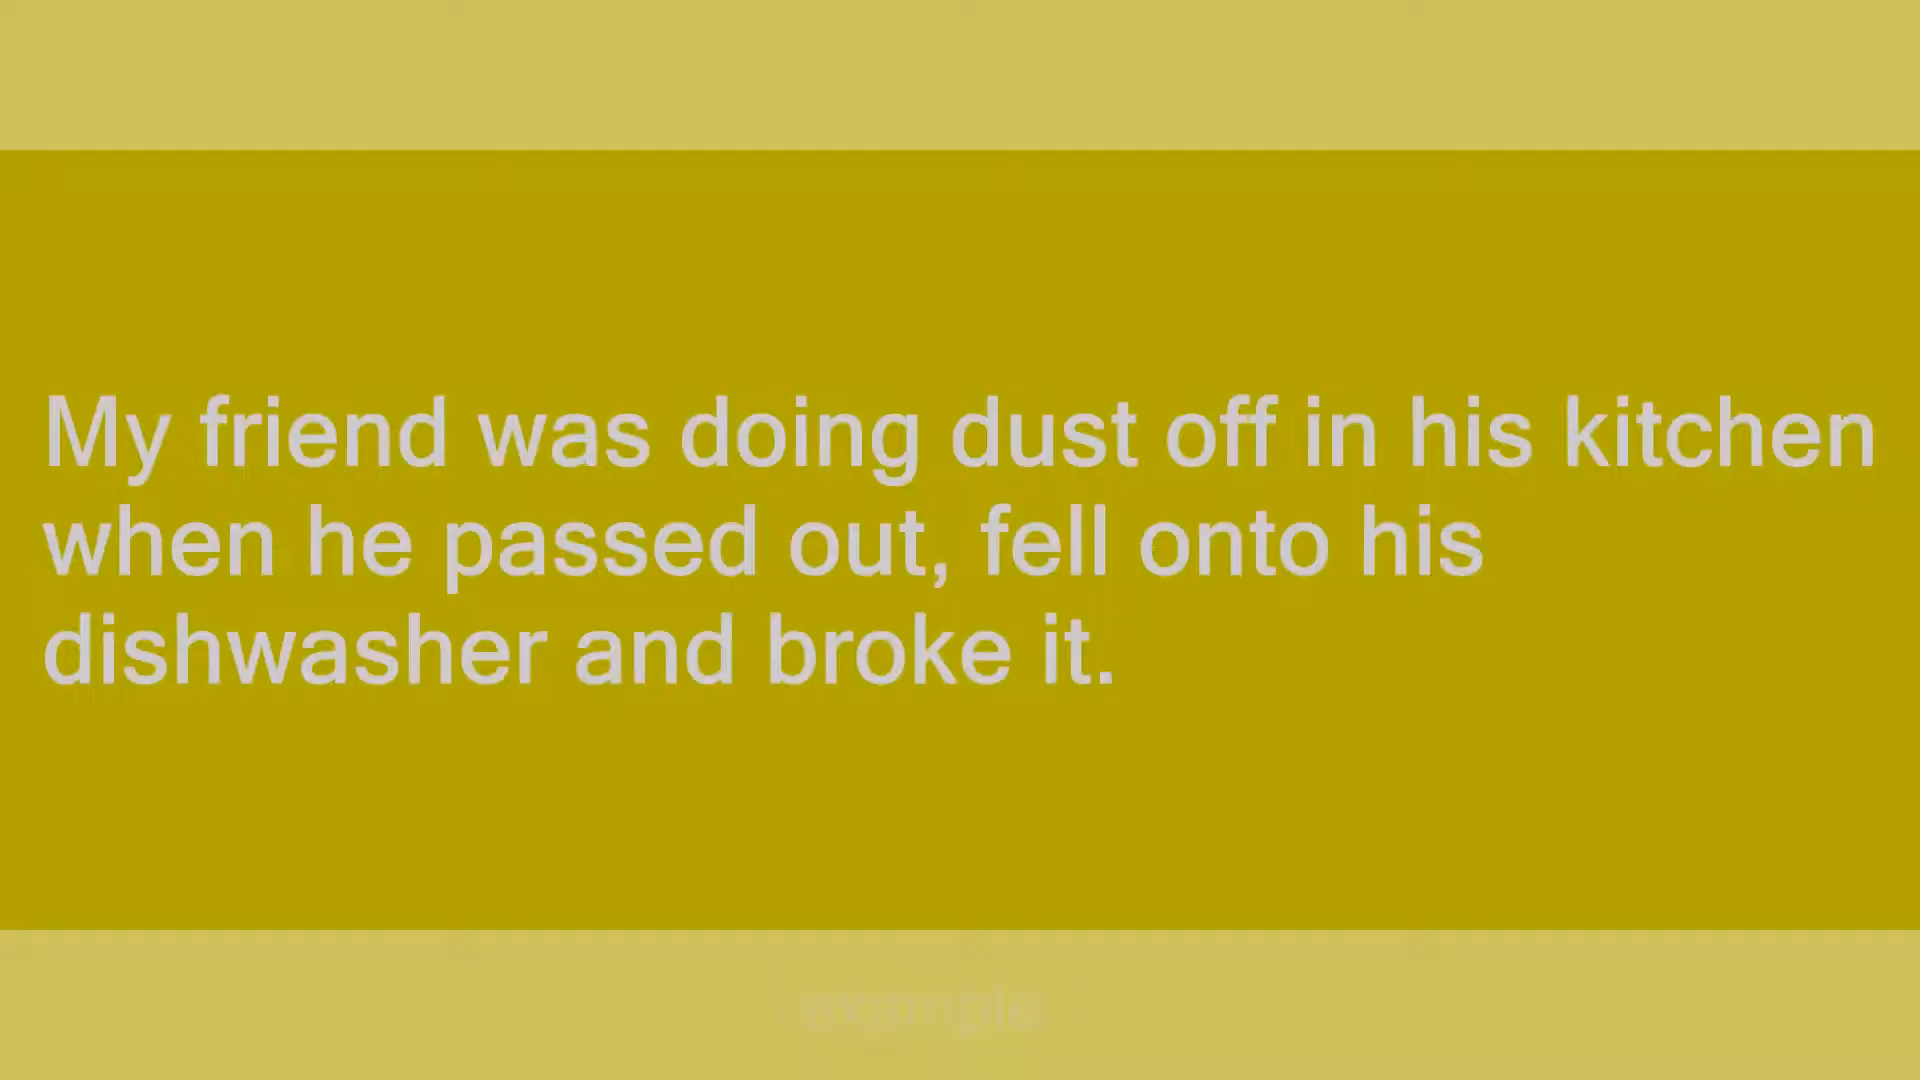 My friend was doing dust off in his kitchen
when he passed out, fell onto his
dishwasher and broke it.
example